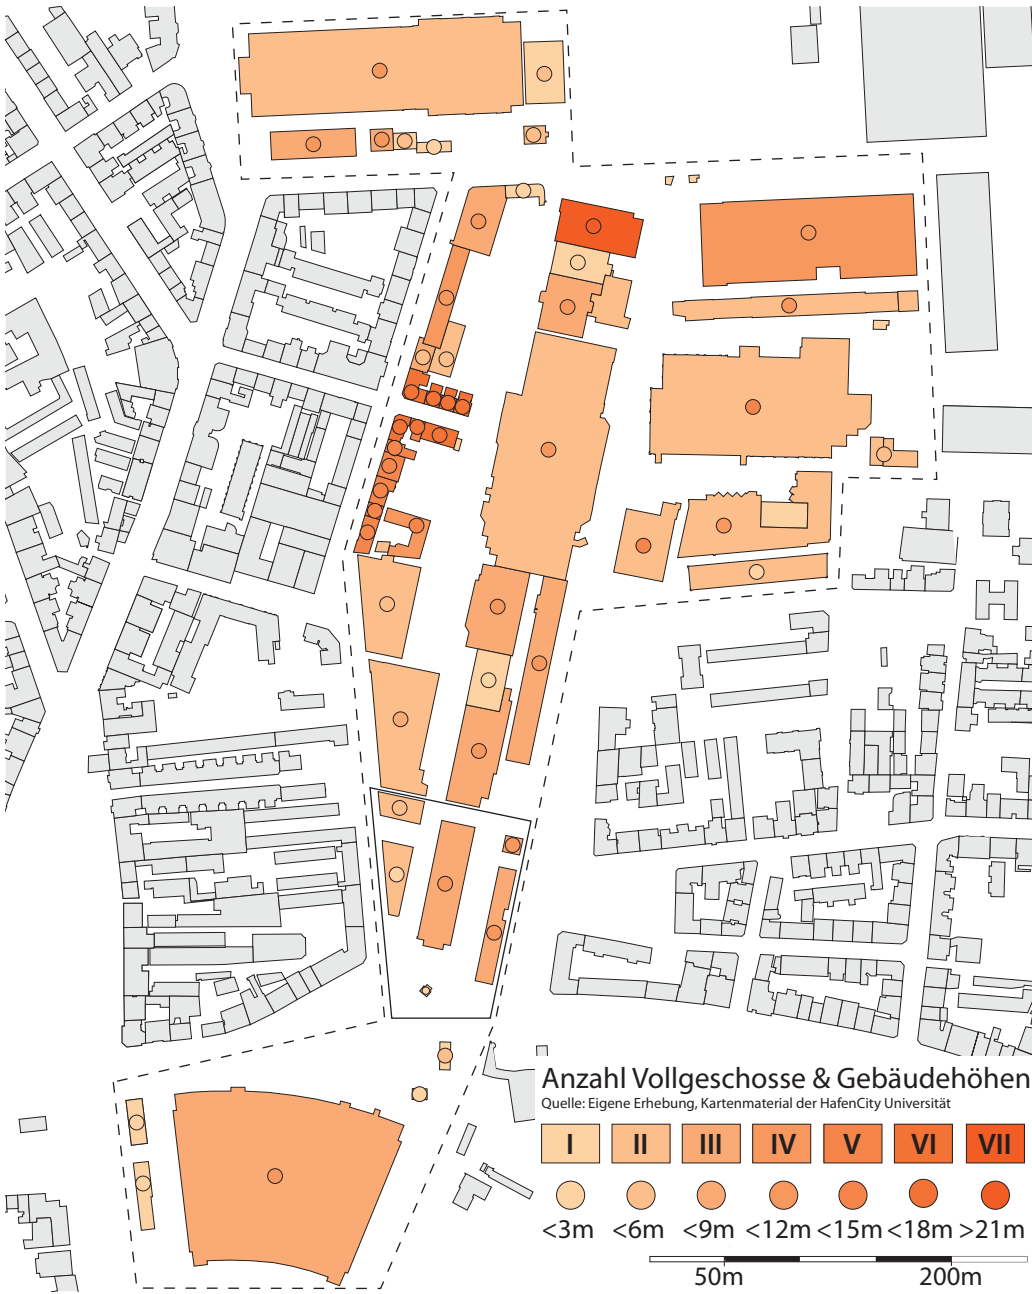 Anzahl Vollgeschosse & Gebäudehöhen
Quelle: Eigene Erhebung, Kartenmaterial der HafenCity Universität
I II III IV V VI VII
<3m <6m <9m <12m <15m <18m >21m
50m 200m